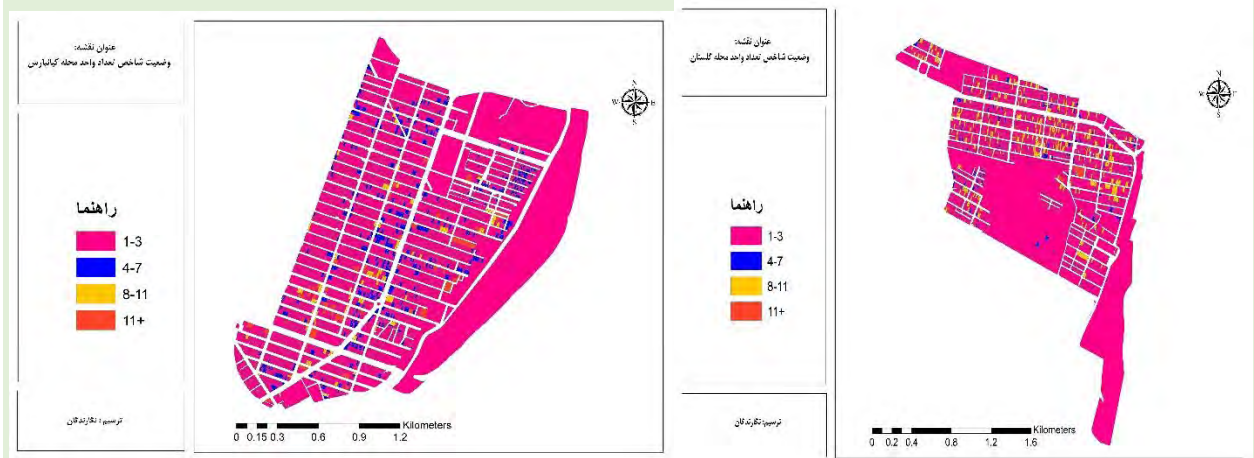 عنوان نقشه:
وضعیت شاخص تعداد واحد محله کیانپارس
راهنما
1-3
4-7
8-11
11+
ترسیم: نگارندگان
N
W E
S
Kilometers
0 0.15 0.3 0.6 0.9 1.2
عنوان نقشه:
وضعیت شاخص تعداد واحد محله گلستان
راهنما
1-3
4-7
8-11
11+
ترسیم: نگارندگان
N
W E
S
Kilometers
0 0.2 0.4 0.8 1.2 1.6